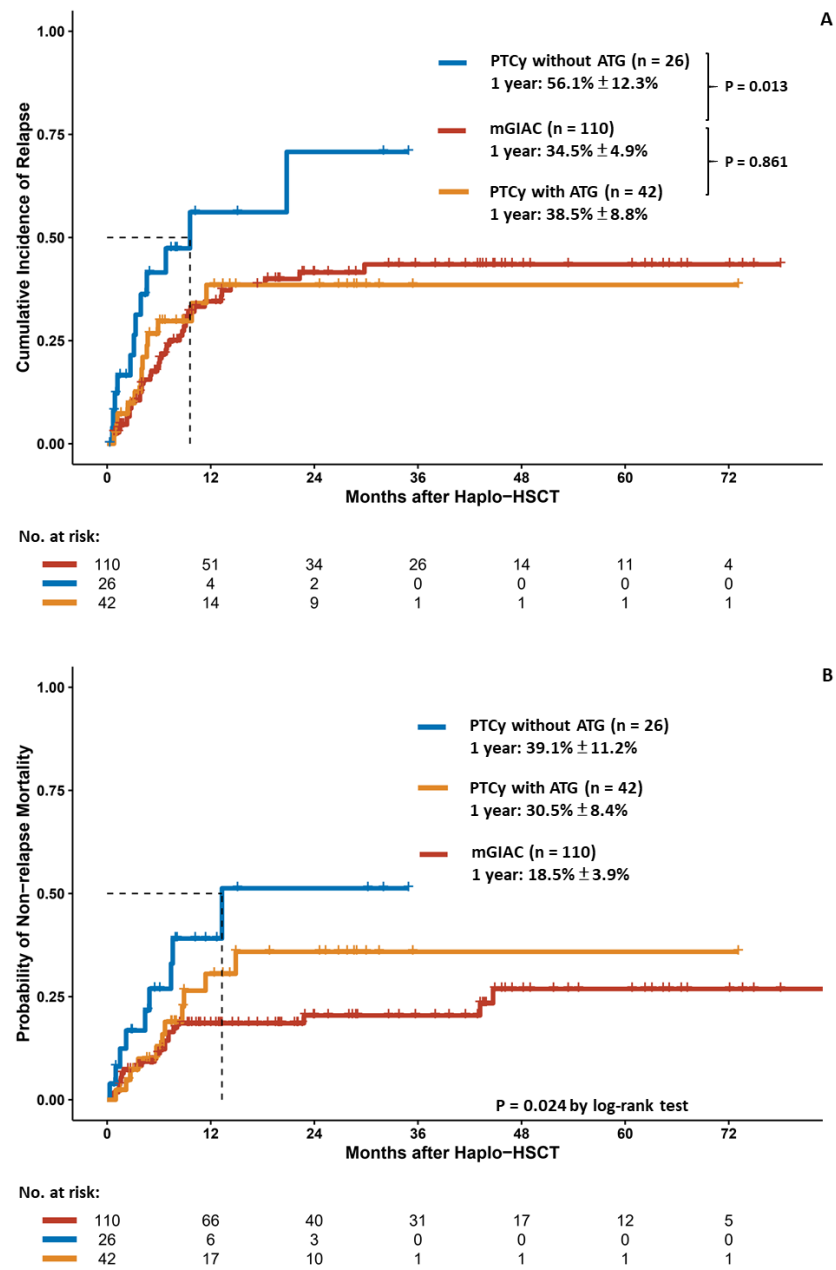 A
1.00
0.75
0.50
0.25
0.00
Cumulative Incidence of Relapse
PTCy without ATG (n = 26)
1 year: 56.1% ± 12.3%
P = 0.013
mGIAC (n = 110)
1 year: 34.5% ± 4.9%
P = 0.861
PTCy with ATG (n = 42)
1 year: 38.5% ± 8.8%
0 12 24 36 48 60 72
Months after Haplo−HSCT
No. at risk:
110 51 34 26 14 11 4
26 4 2 0 0 0 0
42 14 9 1 1 1 1
B
1.00
0.75
0.50
0.25
0.00
Probability of Non−relapse Mortality
PTCy without ATG (n = 26)
1 year: 39.1% ± 11.2%
PTCy with ATG (n = 42)
1 year: 30.5% ± 8.4%
mGIAC (n = 110)
1 year: 18.5% ± 3.9%
P = 0.024 by log-rank test
0 12 24 36 48 60 72
Months after Haplo−HSCT
No. at risk:
110 66 40 31 17 12 5
26 6 3 0 0 0 0
42 17 10 1 1 1 1